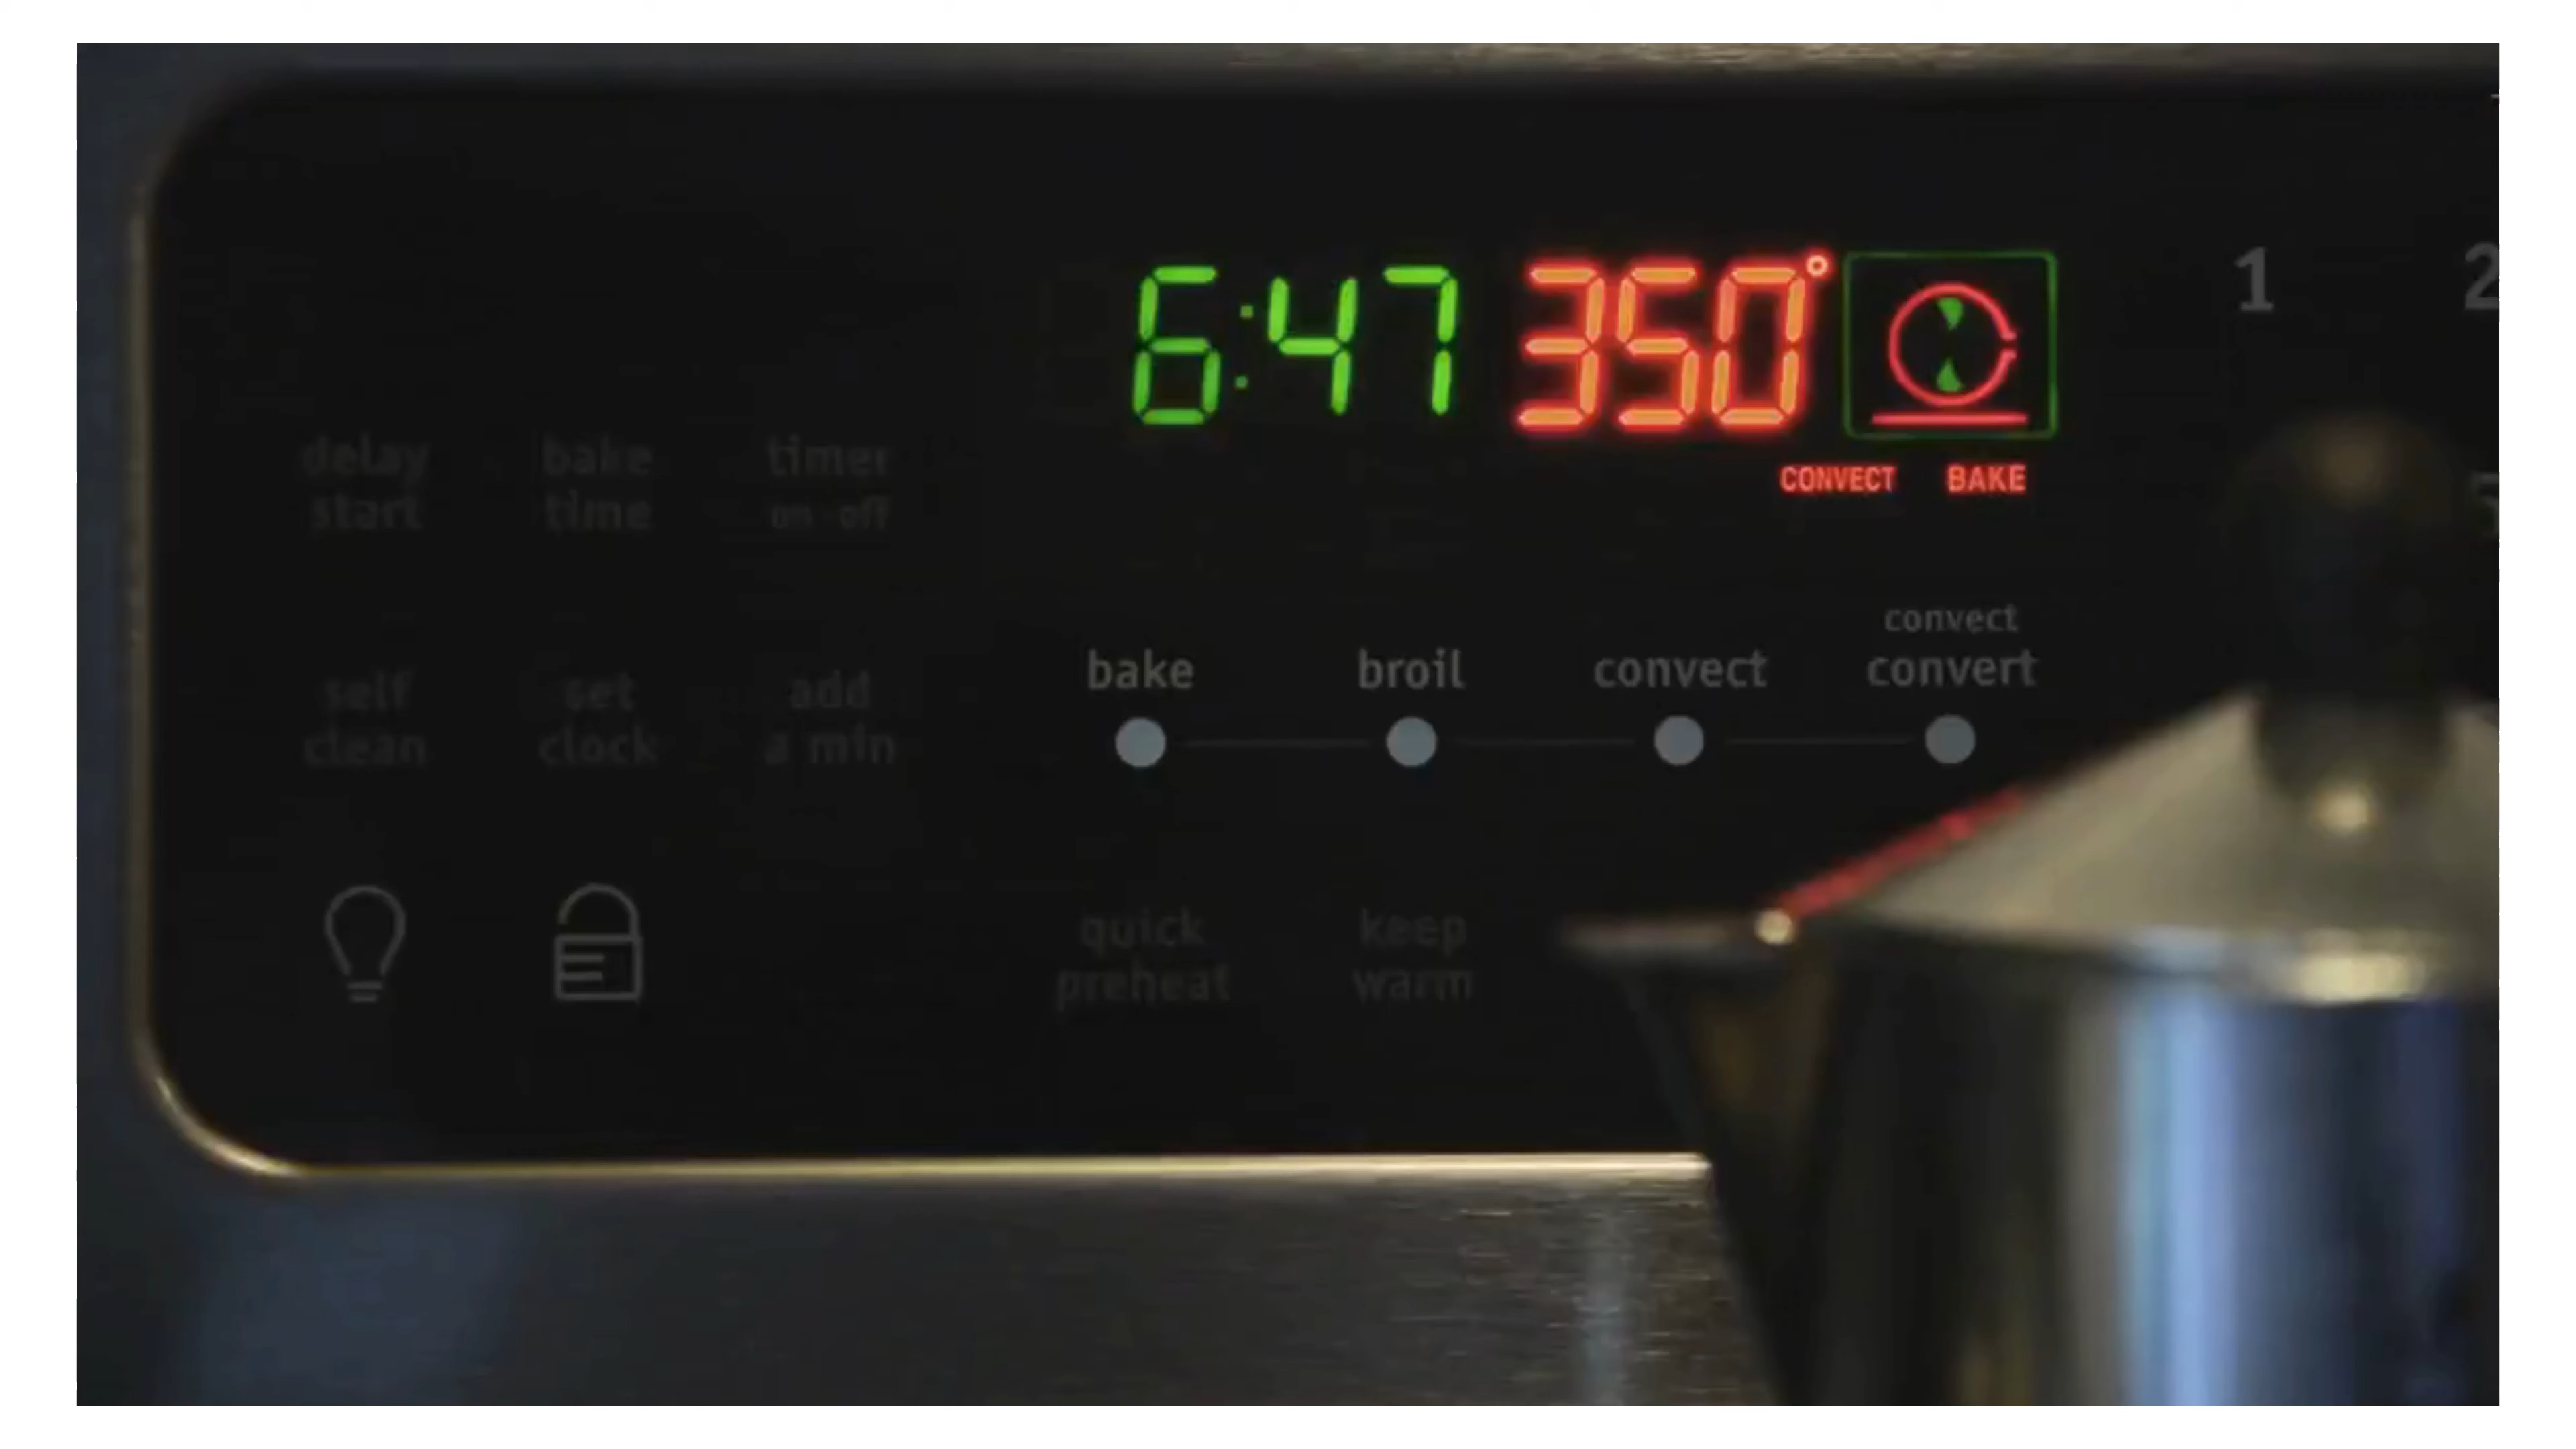 6:47 350° 1 2
CONVECT BAKE
delay start
bake time
timer on-off
bake
broil
convect
convect convert
self clean
set clock
add a min
quick preheat
keep warm